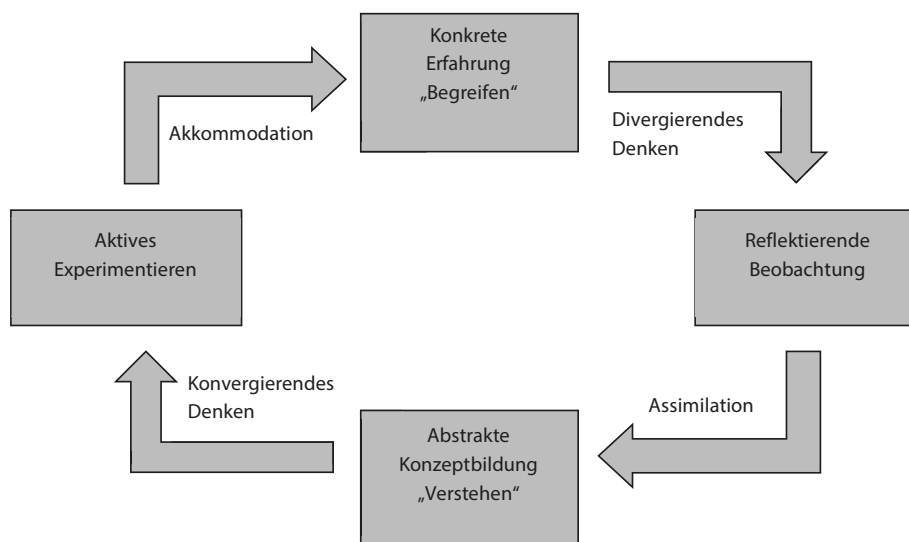 Konkrete
Erfahrung
„Begreifen“
Akkommodation
Divergierendes
Denken
Aktives
Experimentieren
Reflektierende
Beobachtung
Konvergierendes
Denken
Assimilation
Abstrakte
Konzeptbildung
„Verstehen“